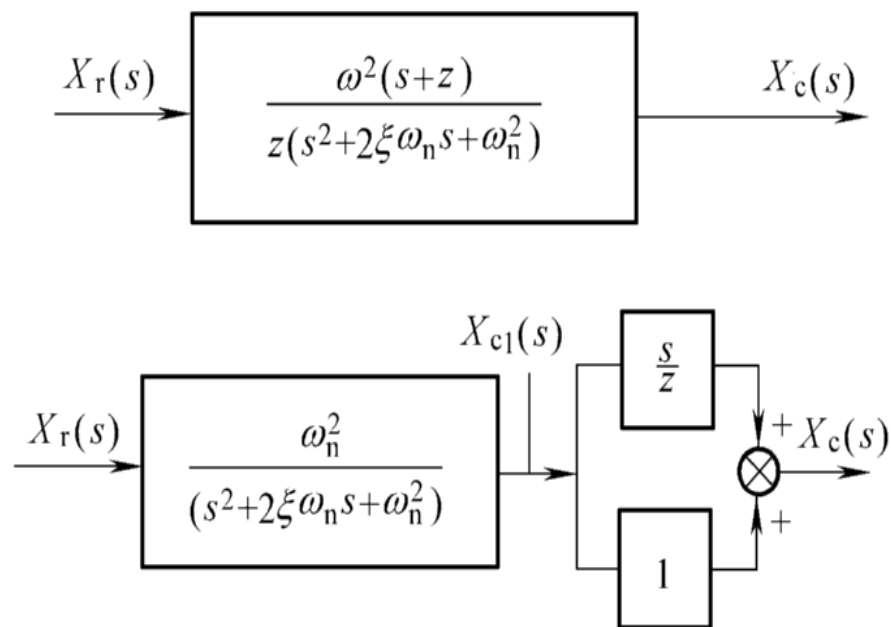 X_r(s)
ω²(s+z)
z(s²+2ξω_n s+ω_n²)
X_c(s)
X_c1(s)
s
z
X_r(s)
ω_n²
(s²+2ξω_n s+ω_n²)
+
X_c(s)
+
1